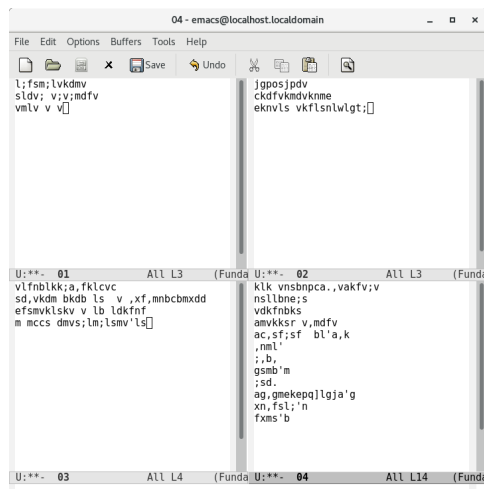 04 - emacs@localhost.localdomain
File Edit Options Buffers Tools Help
Save Undo
l;fsm;lvkdmv
sldv; v;v;mdfv
vmlv v v
U:**- 01 All L3 (Funda
jgposjpdv
ckdfvkmdvknme
eknvls vkflsnlwlgt;
U:**- 02 All L3 (Funda
vlfnblkk;a,fklcvc
sd,vkdm bkdb ls v ,xf,mnbcbmxdd
efsmvklskv v lb ldkfnf
m mccs dmvs;lm;lsmv'ls
U:**- 03 All L4 (Funda
klk vnsbnpca.,vakfv;v
nsllbne;s
vdkfnbks
amvkksr v,mdfv
ac,sf;sf bl'a,k
,nml'
;,b,
gsmb'm
;sd.
ag,gmekepq]lgja'g
xn,fsl;'n
fxms'b
U:**- 04 All L14 (Funda